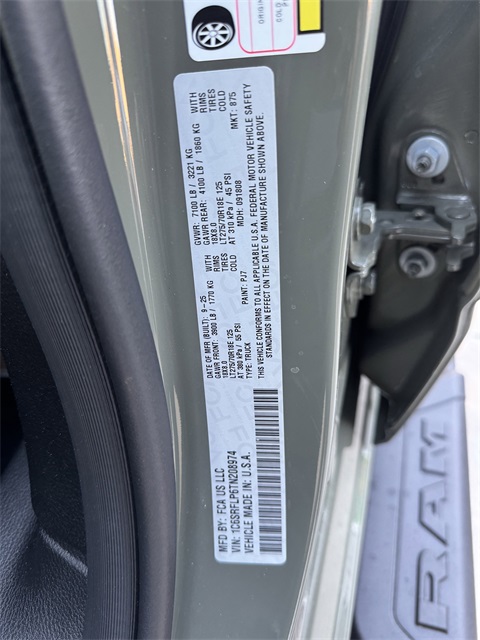 ORIGIN
COLD
MFD BY: FCA US LLC
DATE OF MFR (BUILT): 9-25
GVWR: 7100 LB / 3221 KG
GAWR FRONT: 3900 LB / 1770 KG
WITH TIRES
18X8.0
RIMS
LT275/70R18E 125
AT 380 kPa / 55 PSI
COLD
GAWR REAR: 4100 LB / 1860 KG
WITH TIRES
18X8.0
RIMS
LT275/70R18E 125
AT 310 kPa / 45 PSI
COLD
TYPE: TRUCK
PAINT: PJ7
MDH: 091808
MKT: 875
THIS VEHICLE CONFORMS TO ALL APPLICABLE U.S.A. FEDERAL MOTOR VEHICLE SAFETY
STANDARDS IN EFFECT ON THE DATE OF MANUFACTURE SHOWN ABOVE.
VIN: 1C6SRFLP6TN208974
VEHICLE MADE IN: U.S.A.
RAM